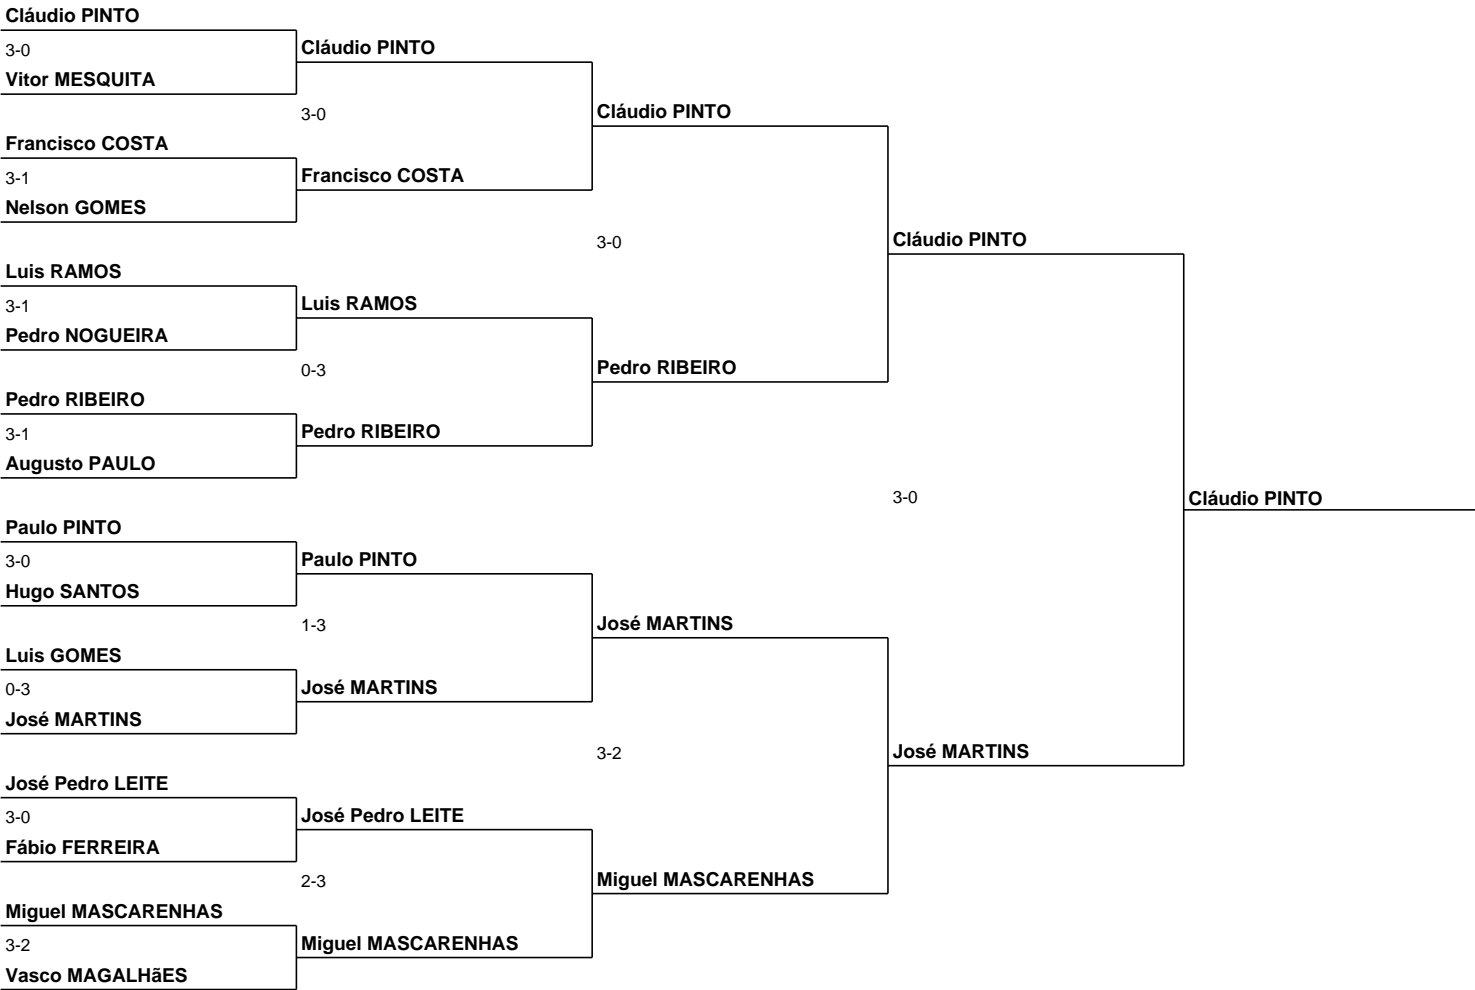 Cláudio PINTO
3-0
Cláudio PINTO
Vitor MESQUITA
3-0
Cláudio PINTO
Francisco COSTA
3-1
Francisco COSTA
Nelson GOMES
3-0
Cláudio PINTO
Luis RAMOS
3-1
Luis RAMOS
Pedro NOGUEIRA
0-3
Pedro RIBEIRO
Pedro RIBEIRO
3-1
Pedro RIBEIRO
Augusto PAULO
3-0
Cláudio PINTO
Paulo PINTO
3-0
Paulo PINTO
Hugo SANTOS
1-3
José MARTINS
Luis GOMES
0-3
José MARTINS
José MARTINS
3-2
José MARTINS
José Pedro LEITE
3-0
José Pedro LEITE
Fábio FERREIRA
2-3
Miguel MASCARENHAS
Miguel MASCARENHAS
3-2
Miguel MASCARENHAS
Vasco MAGALHãES